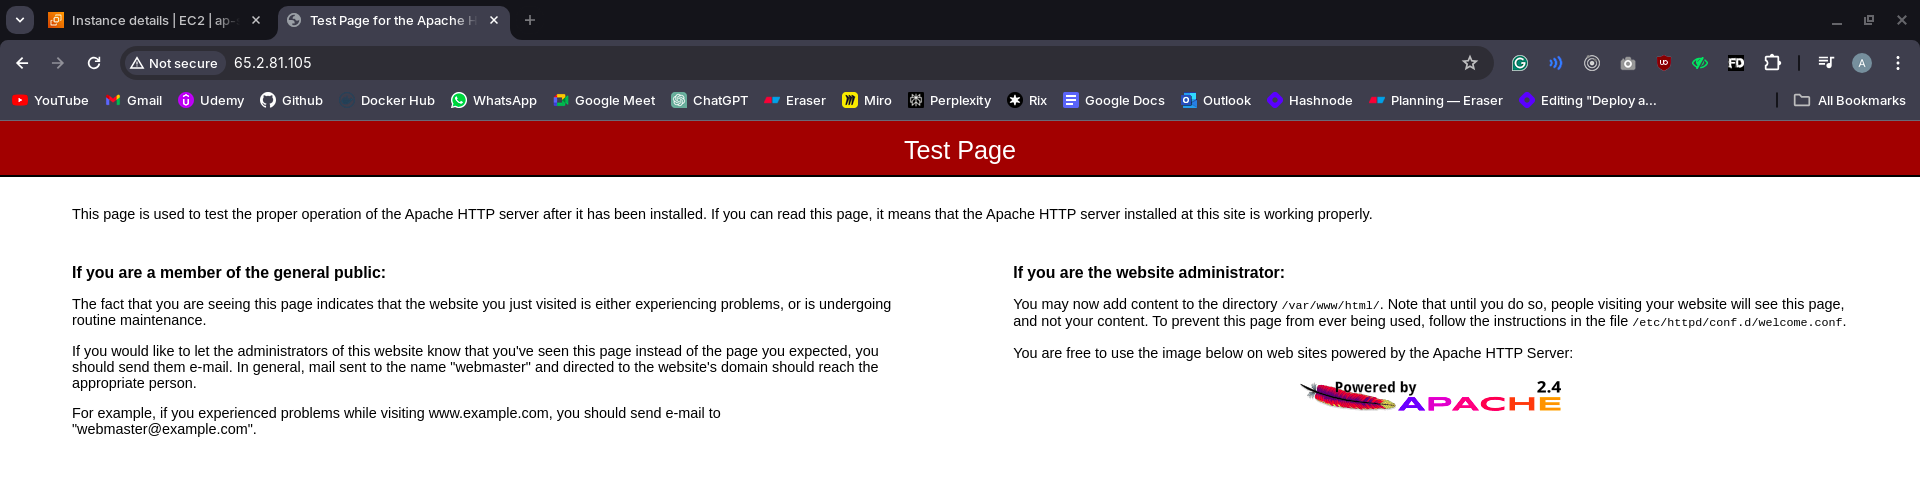 Instance details | EC2 | ap-
Test Page for the Apache H
Not secure
65.2.81.105
A
YouTube
Gmail
Udemy
Github
Docker Hub
WhatsApp
Google Meet
ChatGPT
Eraser
Miro
Perplexity
Rix
Google Docs
Outlook
Hashnode
Planning — Eraser
Editing "Deploy a...
All Bookmarks
Test Page
This page is used to test the proper operation of the Apache HTTP server after it has been installed. If you can read this page, it means that the Apache HTTP server installed at this site is working properly.
If you are a member of the general public:
The fact that you are seeing this page indicates that the website you just visited is either experiencing problems, or is undergoing
routine maintenance.
If you would like to let the administrators of this website know that you've seen this page instead of the page you expected, you
should send them e-mail. In general, mail sent to the name "webmaster" and directed to the website's domain should reach the
appropriate person.
For example, if you experienced problems while visiting www.example.com, you should send e-mail to
"webmaster@example.com".
If you are the website administrator:
You may now add content to the directory /var/www/html/. Note that until you do so, people visiting your website will see this page,
and not your content. To prevent this page from ever being used, follow the instructions in the file /etc/httpd/conf.d/welcome.conf.
You are free to use the image below on web sites powered by the Apache HTTP Server:
Powered by 2.4
APACHE